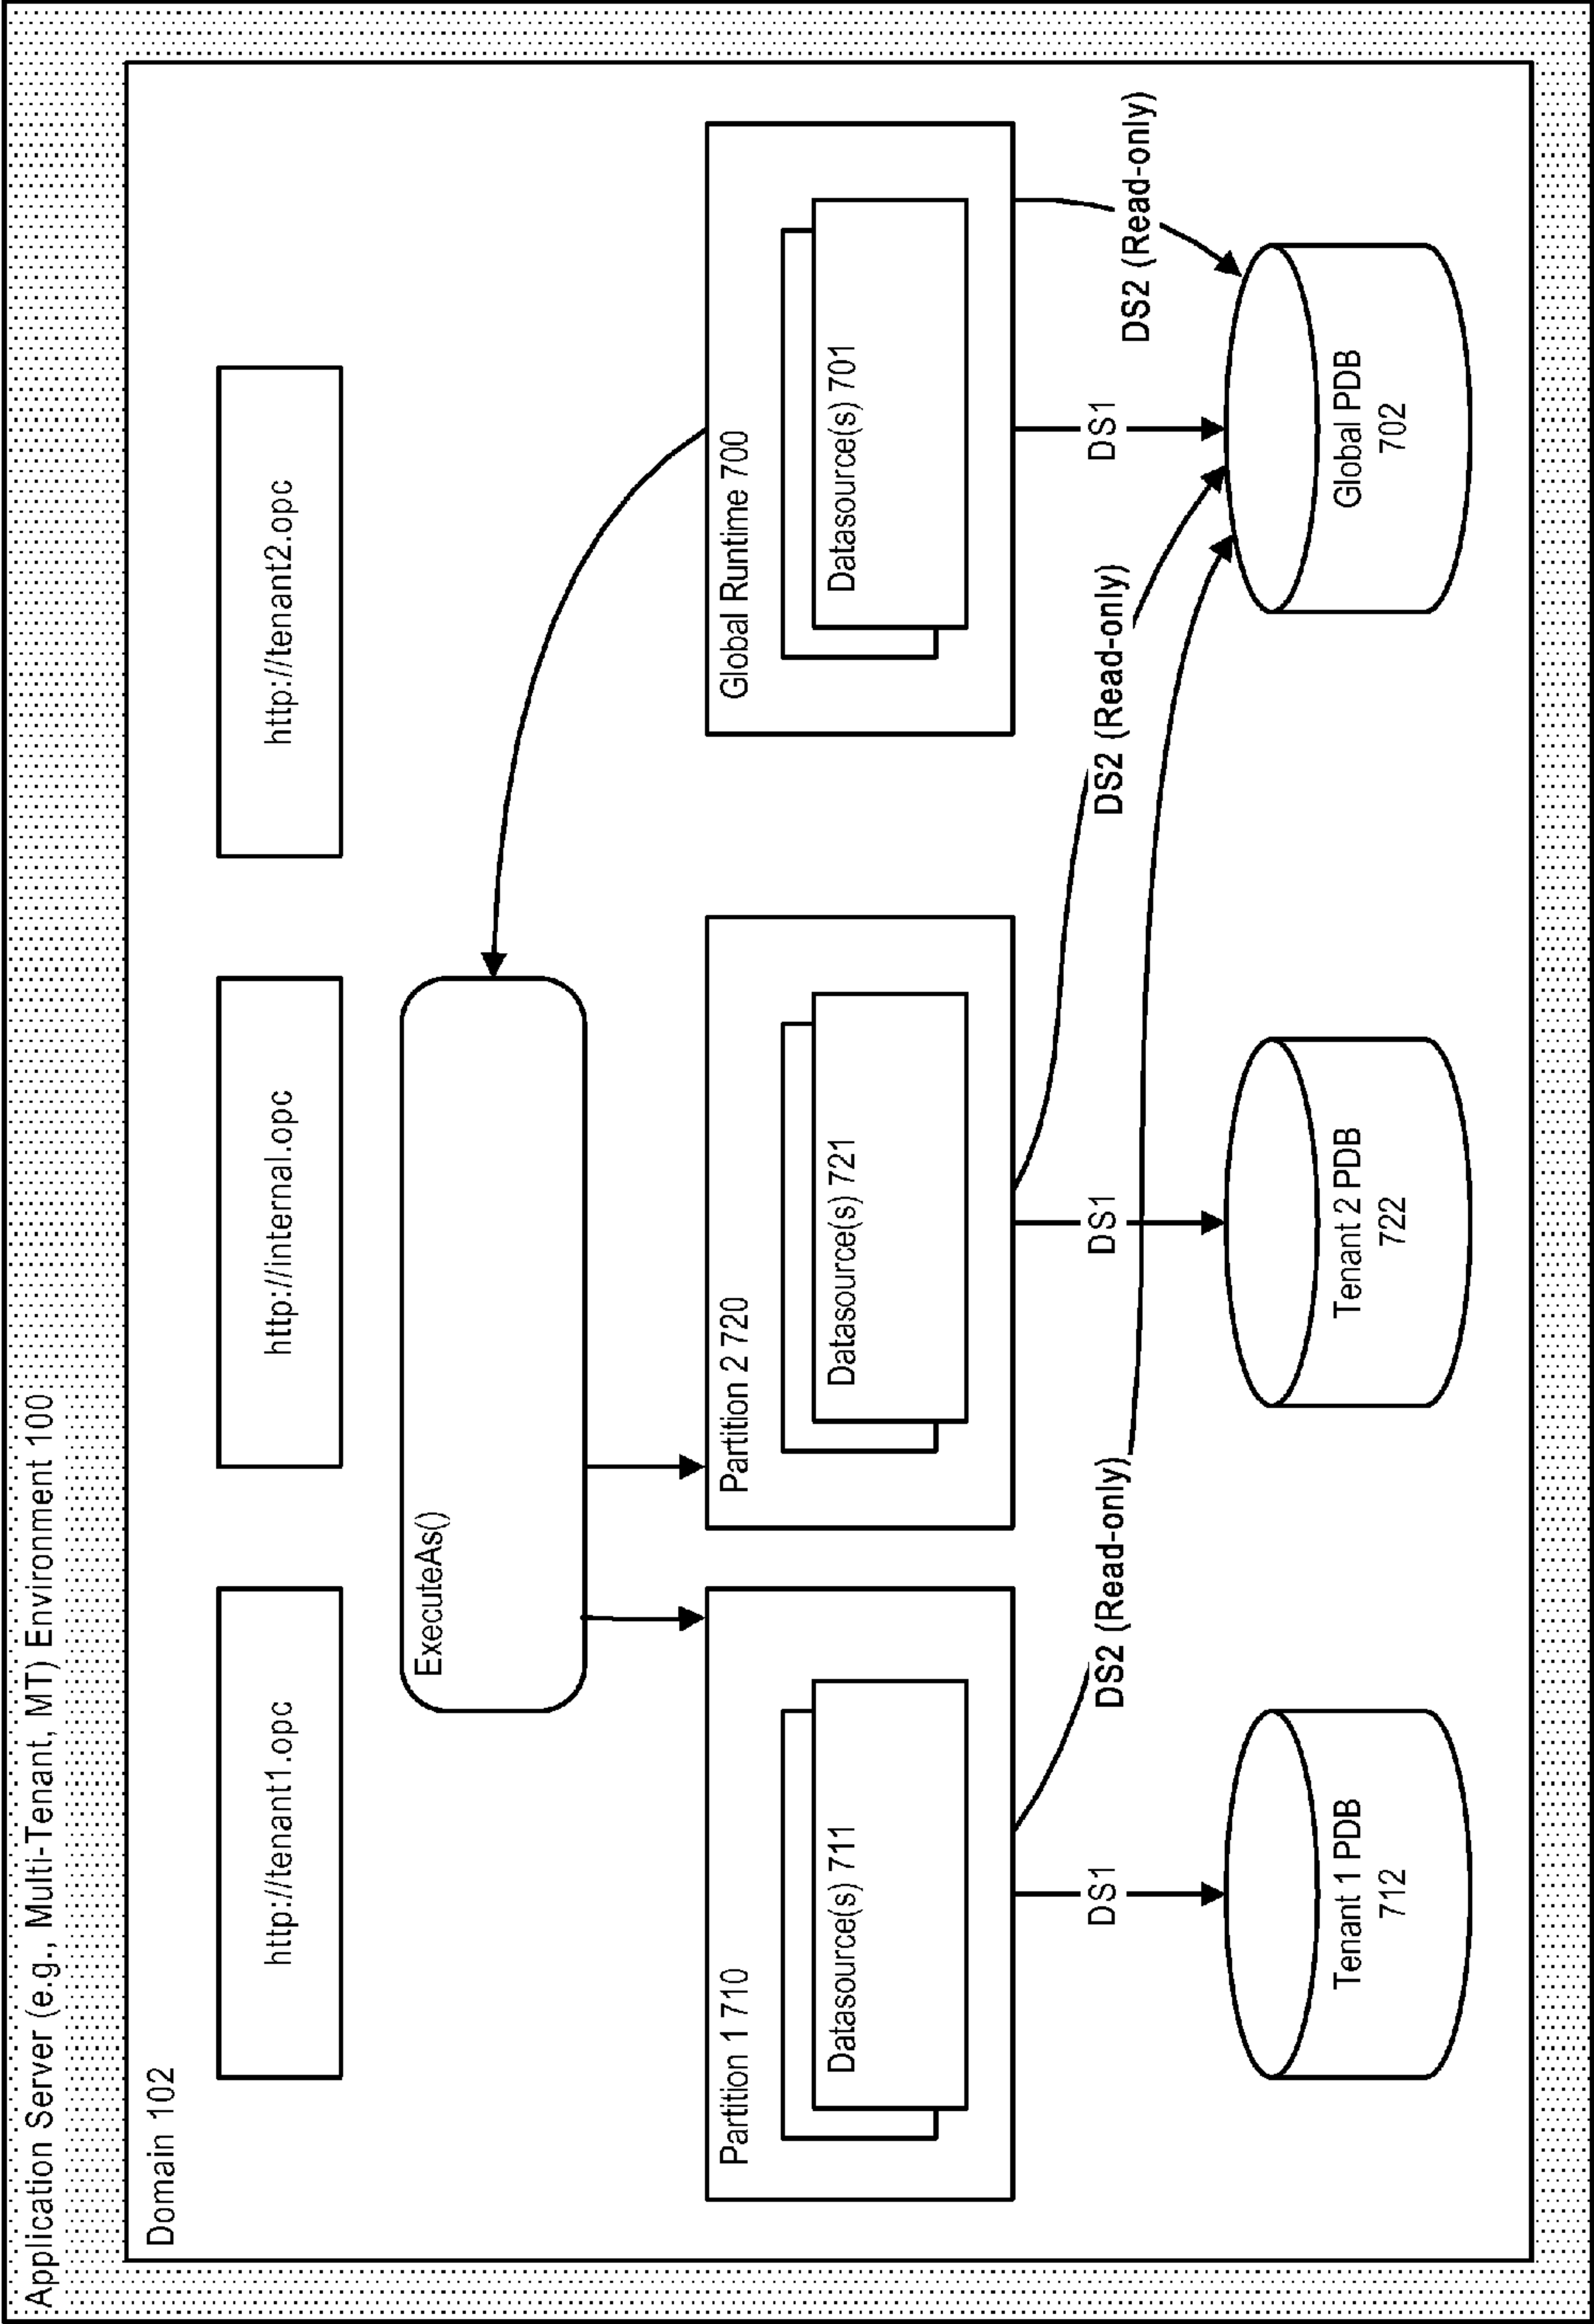 Application Server (e.g., Multi-Tenant, MT) Environment 100
Domain 102
http://tenant1.opc
http://internal.opc
http://tenant2.opc
ExecuteAs()
Partition 1 710
Partition 2 720
Global Runtime 700
Datasource(s) 711
Datasource(s) 721
Datasource(s) 701
DS1
DS2 (Read-only)
DS1
DS2 (Read-only)
DS1
DS2 (Read-only)
Tenant 1 PDB
712
Tenant 2 PDB
722
Global PDB
702